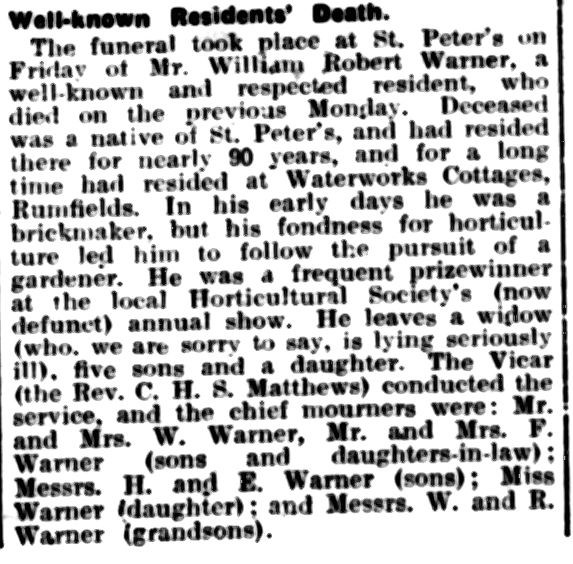 Well-known Residents' Death.
The funeral took place at St. Peter's on
Friday of Mr. William Robert Warner, a
well-known and respected resident, who
died on the previous Monday. Deceased
was a native of St. Peter's, and had resided
there for nearly 90 years, and for a long
time had resided at Waterworks Cottages,
Rumfields. In his early days he was a
brickmaker, but his fondness for horticul-
ture led him to follow the pursuit of a
gardener. He was a frequent prizewinner
at the local Horticultural Society's (now
defunct) annual show. He leaves a widow
(who, we are sorry to say, is lying seriously
ill), five sons and a daughter. The Vicar
(the Rev. C. H. S. Matthews) conducted the
service, and the chief mourners were: Mr.
and Mrs. W. Warner, Mr. and Mrs. F.
Warner (sons and daughters-in-law);
Messrs. H. and E. Warner (sons); Miss
Warner (daughter); and Messrs. W. and R.
Warner (grandsons).